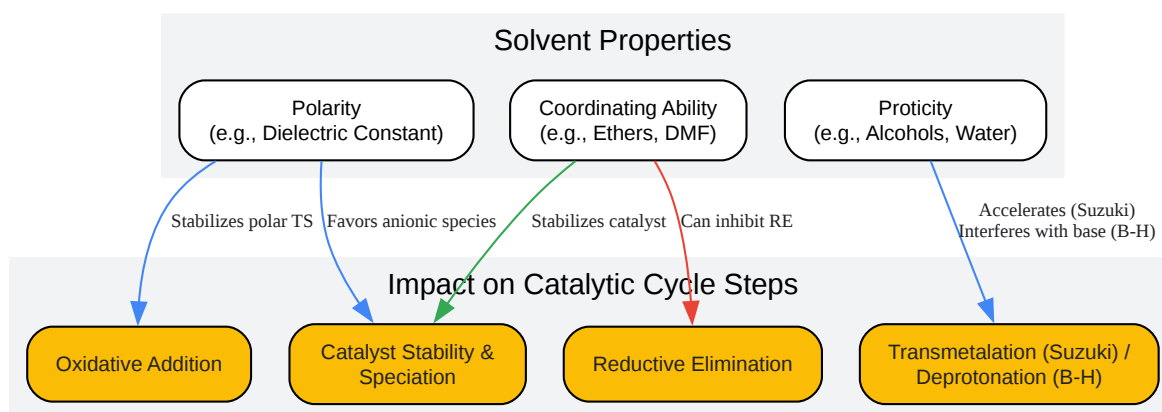 Solvent Properties
Polarity
(e.g., Dielectric Constant)
Coordinating Ability
(e.g., Ethers, DMF)
Proticity
(e.g., Alcohols, Water)
Stabilizes polar TS
Favors anionic species
Stabilizes catalyst
Can inhibit RE
Accelerates (Suzuki)
Interferes with base (B-H)
Impact on Catalytic Cycle Steps
Oxidative Addition
Catalyst Stability &
Speciation
Reductive Elimination
Transmetalation (Suzuki) /
Deprotonation (B-H)